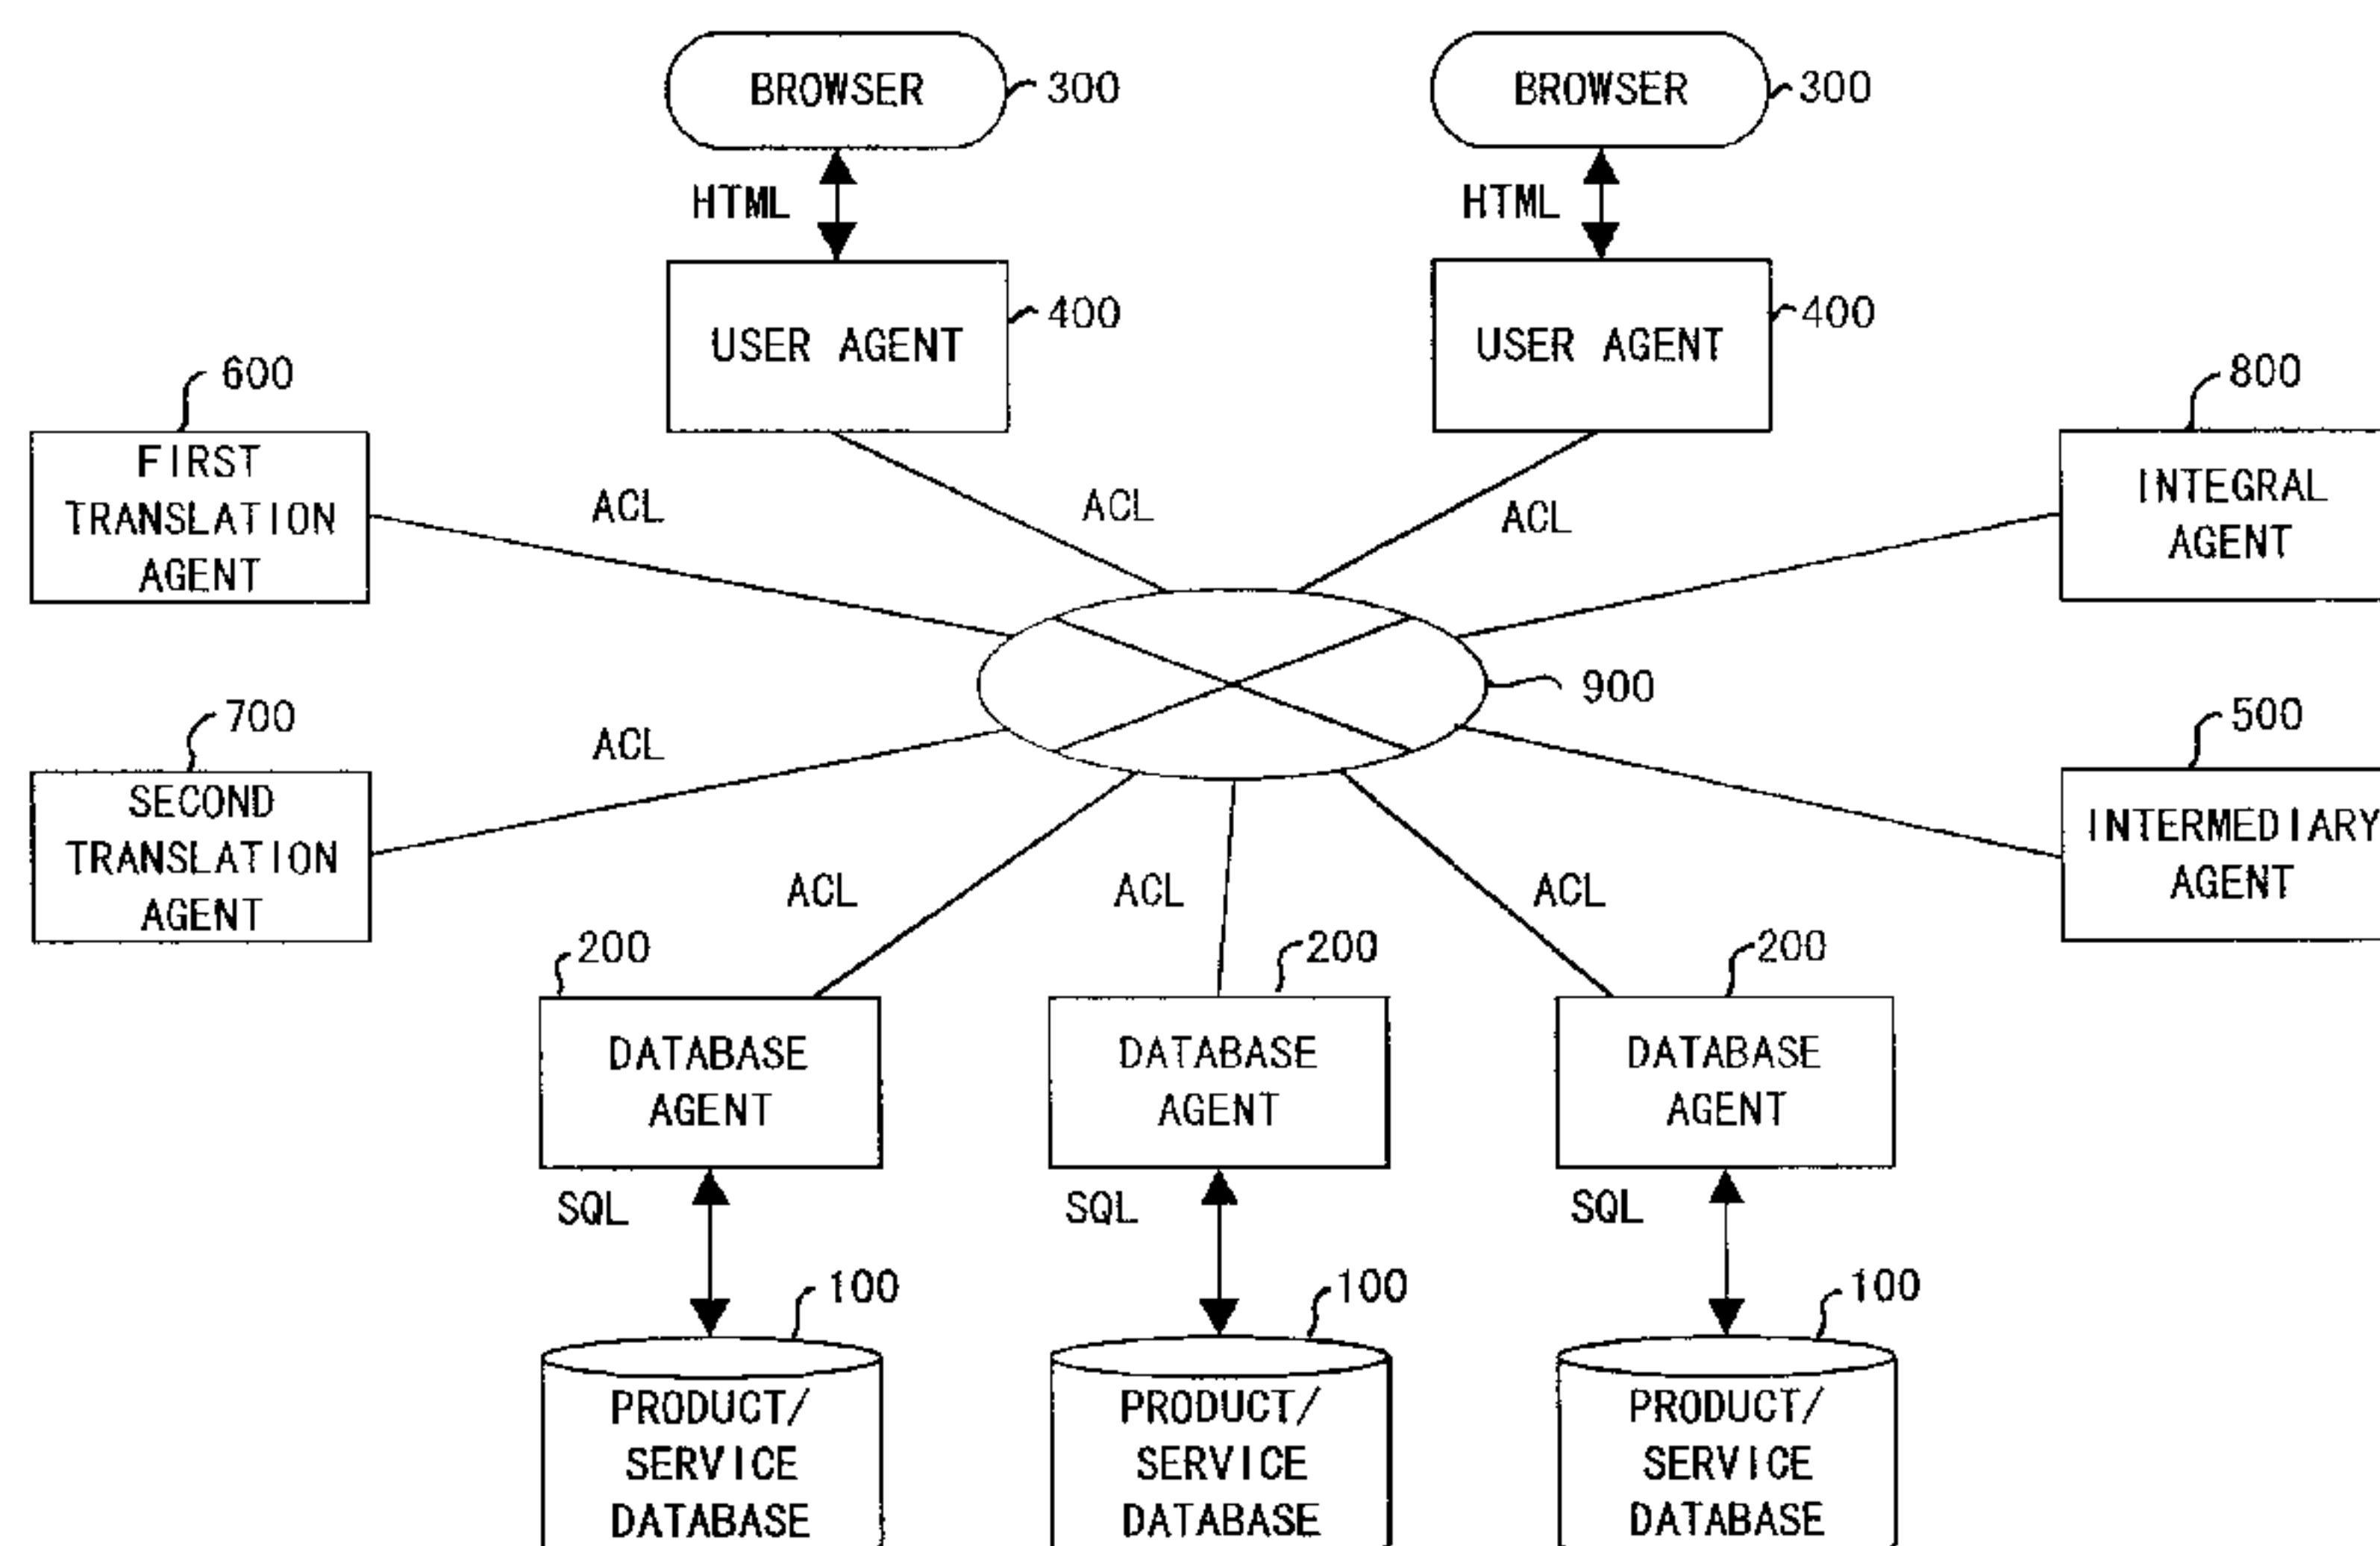 BROWSER
300
BROWSER
300
HTML
HTML
USER AGENT
400
USER AGENT
400
600
FIRST
TRANSLATION
AGENT
800
INTEGRAL
AGENT
ACL
ACL
ACL
900
700
SECOND
TRANSLATION
AGENT
ACL
500
INTERMEDIARY
AGENT
ACL
ACL
ACL
200
DATABASE
AGENT
200
DATABASE
AGENT
200
DATABASE
AGENT
SQL
SQL
SQL
100
PRODUCT/
SERVICE
DATABASE
100
PRODUCT/
SERVICE
DATABASE
100
PRODUCT/
SERVICE
DATABASE